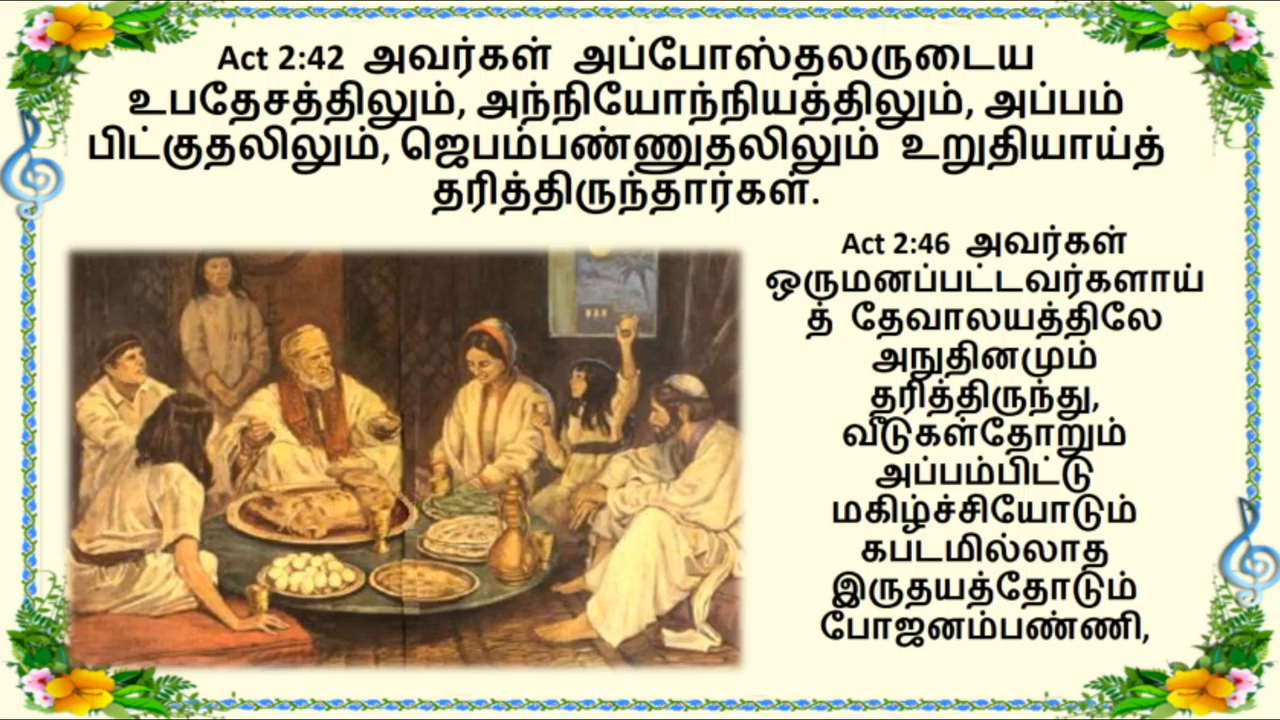 Act 2:42 அவர்கள் அப்போஸ்தலருடைய
உபதேசத்திலும், அந்நியோந்நியத்திலும், அப்பம்
பிட்குதலிலும், ஜெபம்பண்ணுதலிலும் உறுதியாய்த்
தரித்திருந்தார்கள்.
Act 2:46 அவர்கள்
ஒருமனப்பட்டவர்களாய்
த் தேவாலயத்திலே
அநுதினமும்
தரித்திருந்து,
வீடுகள்தோறும்
அப்பம்பிட்டு
மகிழ்ச்சியோடும்
கபடமில்லாத
இருதயத்தோடும்
போஜனம்பண்ணி,